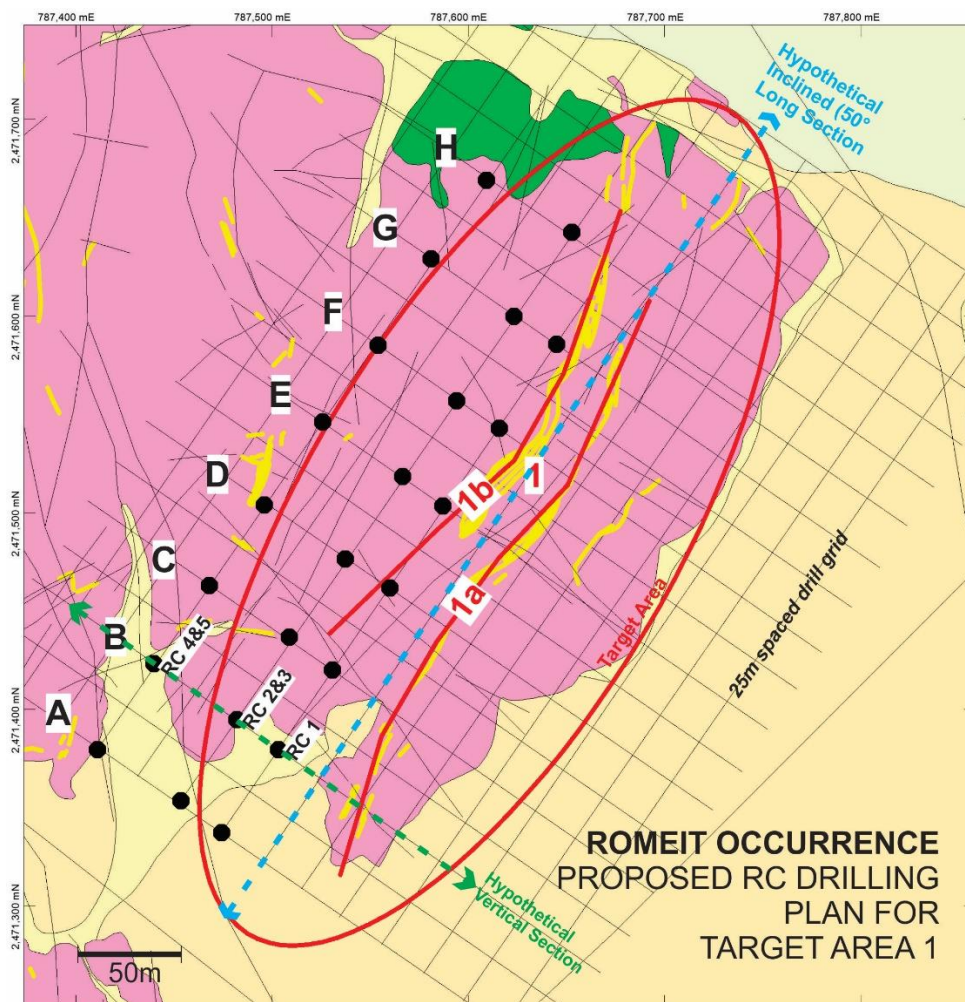 787,400 mE
787,500 mE
787,600 mE
787,700 mE
787,800 mE
2,471,700 mN
2,471,600 mN
2,471,500 mN
2,471,400 mN
2,471,300 mN
Hypothetical
Inclined (50°
Long Section
H
G
F
E
D
C
B
A
1b
1
1a
RC 4&5
RC 2&3
RC 1
Target Area
25m spaced drill grid
Hypothetical
Vertical Section
50m
ROMEIT OCCURRENCE
PROPOSED RC DRILLING
PLAN FOR
TARGET AREA 1